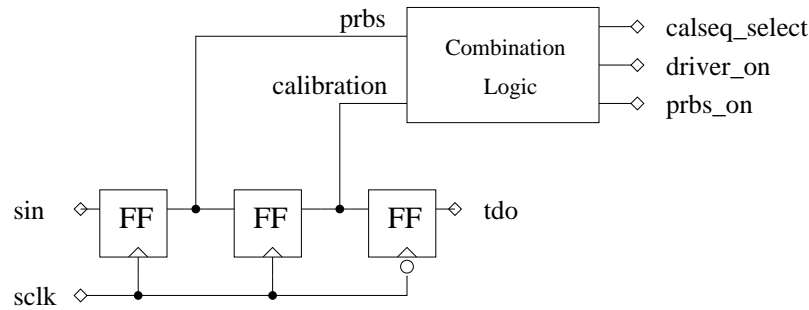 prbs
calseq_select
Combination
driver_on
calibration
Logic
prbs_on
sin
FF
FF
FF
tdo
sclk